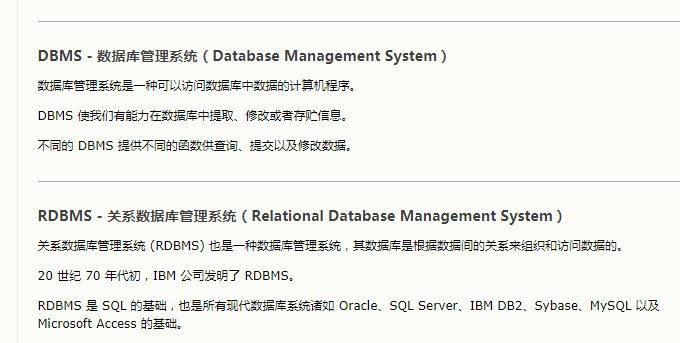 DBMS - 数据库管理系统（Database Management System）
数据库管理系统是一种可以访问数据库中数据的计算机程序。
DBMS 使我们有能力在数据库中提取、修改或者存贮信息。
不同的 DBMS 提供不同的函数供查询、提交以及修改数据。
RDBMS - 关系数据库管理系统（Relational Database Management System）
关系数据库管理系统 (RDBMS) 也是一种数据库管理系统，其数据库是根据数据间的关系来组织和访问数据的。
20 世纪 70 年代初，IBM 公司发明了 RDBMS。
RDBMS 是 SQL 的基础，也是所有现代数据库系统诸如 Oracle、SQL Server、IBM DB2、Sybase、MySQL 以及
Microsoft Access 的基础。